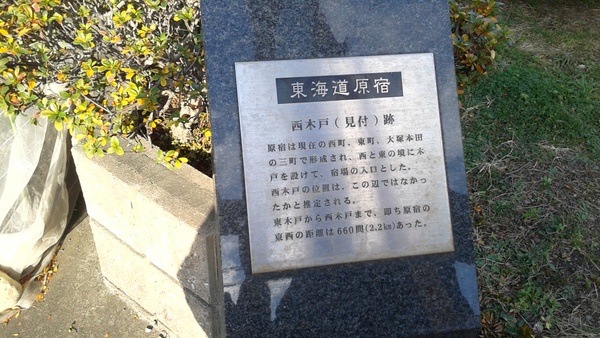 東海道原宿
西木戸(見付)跡
原宿は現在の西町、東町、大塚本田
の三町で形成され、西と東の境に木
戸を設けて、宿場の入口とした。
西木戸の位置は、この辺ではなかっ
たかと推定される。
東木戸から西木戸まで、即ち原宿の
東西の距離は660間(2.2㎞)あった。